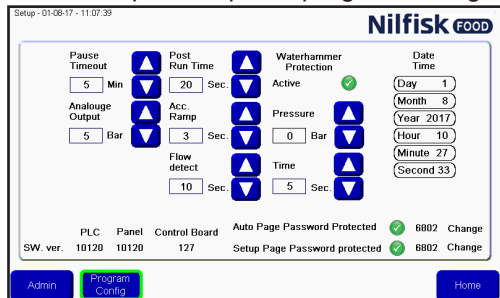 Setup - 01-08-17 - 11:07:39
Nilfisk FOOD
Pause Timeout
5 Min
Post Run Time
20 Sec.
Waterhammer Protection
Active
Date Time
Day 1
Month 8
Year 2017
Hour 10
Minute 27
Second 33
Analouge Output
5 Bar
Acc. Ramp
3 Sec.
Pressure
0 Bar
Flow detect
10 Sec.
Time
5 Sec.
PLC Panel Control Board
SW. ver. 10120 10120 127
Auto Page Password Protected 6802 Change
Setup Page Password protected 6802 Change
Admin
Program Config
Home